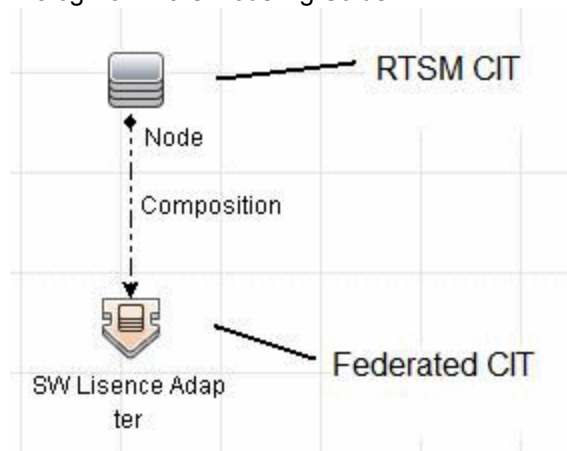 RTSM CIT
Node
Composition
Federated CIT
SW Lisence Adap
ter